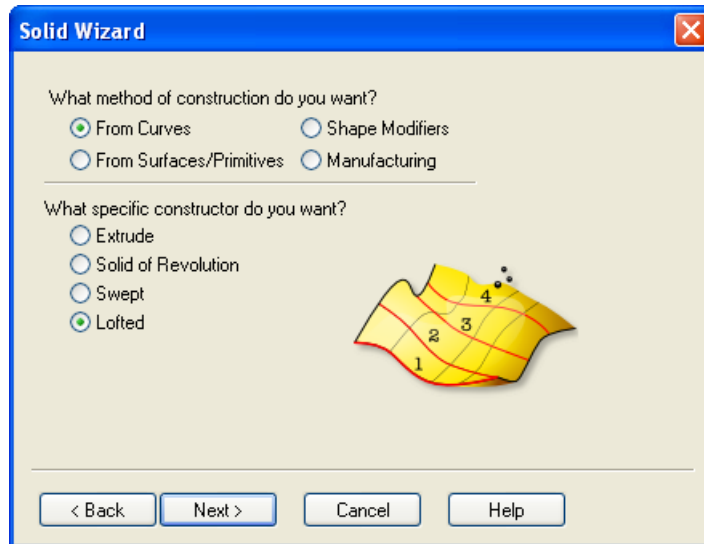 Solid Wizard
What method of construction do you want?
From Curves
Shape Modifiers
From Surfaces/Primitives
Manufacturing
What specific constructor do you want?
Extrude
Solid of Revolution
Swept
Lofted
4
3
2
1
< Back
Next >
Cancel
Help